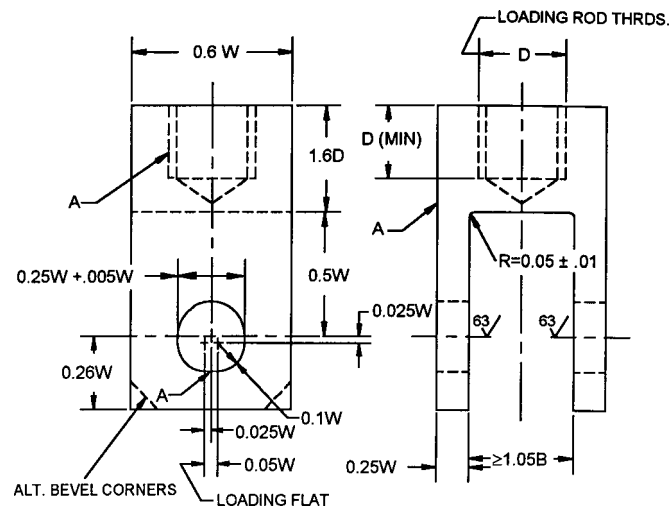 LOADING ROD THRDS.
0.6 W
D
1.6D
D (MIN)
A
A
R=0.05 ± .01
0.25W +.005W
0.5W
0.025W
63
63
0.26W
A
0.1W
0.025W
0.05W
0.25W
≥1.05B
ALT. BEVEL CORNERS
LOADING FLAT